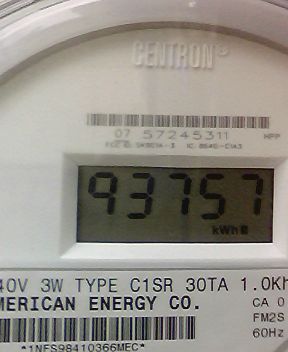 CENTRON®
07 57245311 HPP
93757
kWh
40V 3W TYPE C1SR 30TA 1.0Kh
MERICAN ENERGY CO.
CA 0
FM2S
60Hz
*1NFS98410366MEC*